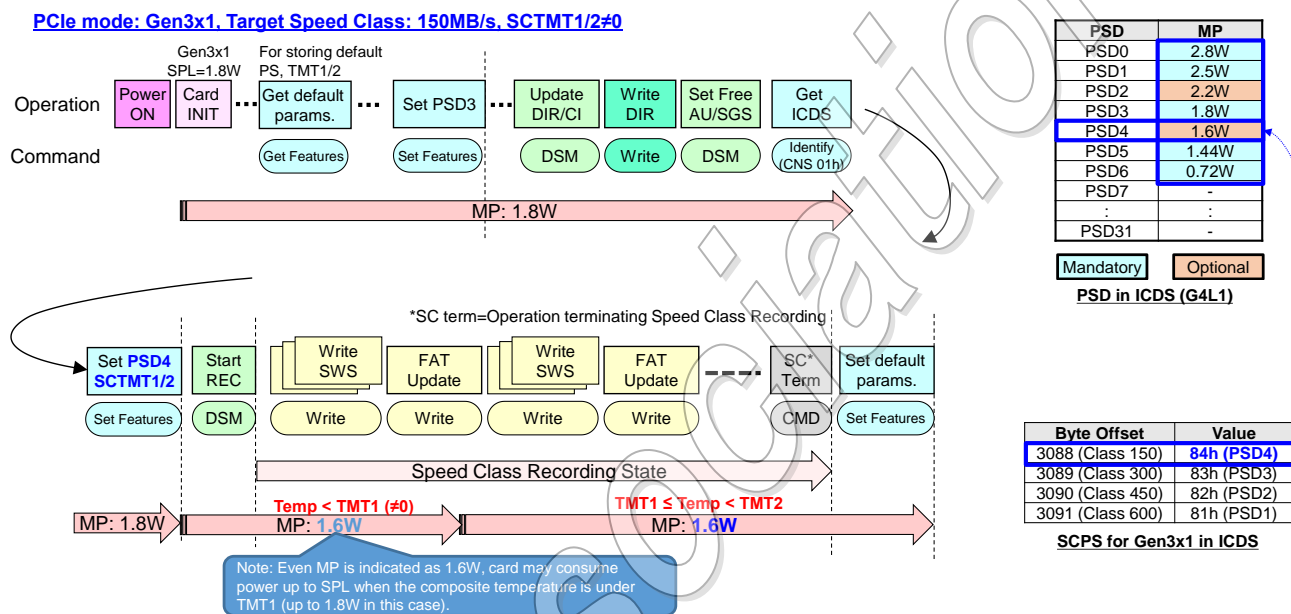 PCIe mode: Gen3x1, Target Speed Class: 150MB/s, SCTMT1/2≠0
Gen3x1
SPL=1.8W
For storing default
PS, TMT1/2
Operation
Power
ON
Card
INIT
Get default
params.
Set PSD3
Update
DIR/CI
Write
DIR
Set Free
AU/SGS
Get
ICDS
Command
Get Features
Set Features
DSM
Write
DSM
Identify
(CNS 01h)
MP: 1.8W
PSD MP
PSD0 2.8W
PSD1 2.5W
PSD2 2.2W
PSD3 1.8W
PSD4 1.6W
PSD5 1.44W
PSD6 0.72W
PSD7 -
: :
PSD31 -
Mandatory
Optional
PSD in ICDS (G4L1)
*SC term=Operation terminating Speed Class Recording
Set PSD4
SCTMT1/2
Start
REC
Write
SWS
FAT
Update
Write
SWS
FAT
Update
SC*
Term
Set default
params.
Set Features
DSM
Write
Write
Write
Write
CMD
Set Features
Speed Class Recording State
Temp < TMT1 (≠0)
TMT1 ≤ Temp < TMT2
MP: 1.8W
MP: 1.6W
MP: 1.6W
Note: Even MP is indicated as 1.6W, card may consume
power up to SPL when the composite temperature is under
TMT1 (up to 1.8W in this case).
Byte Offset Value
3088 (Class 150) 84h (PSD4)
3089 (Class 300) 83h (PSD3)
3090 (Class 450) 82h (PSD2)
3091 (Class 600) 81h (PSD1)
SCPS for Gen3x1 in ICDS
sociation